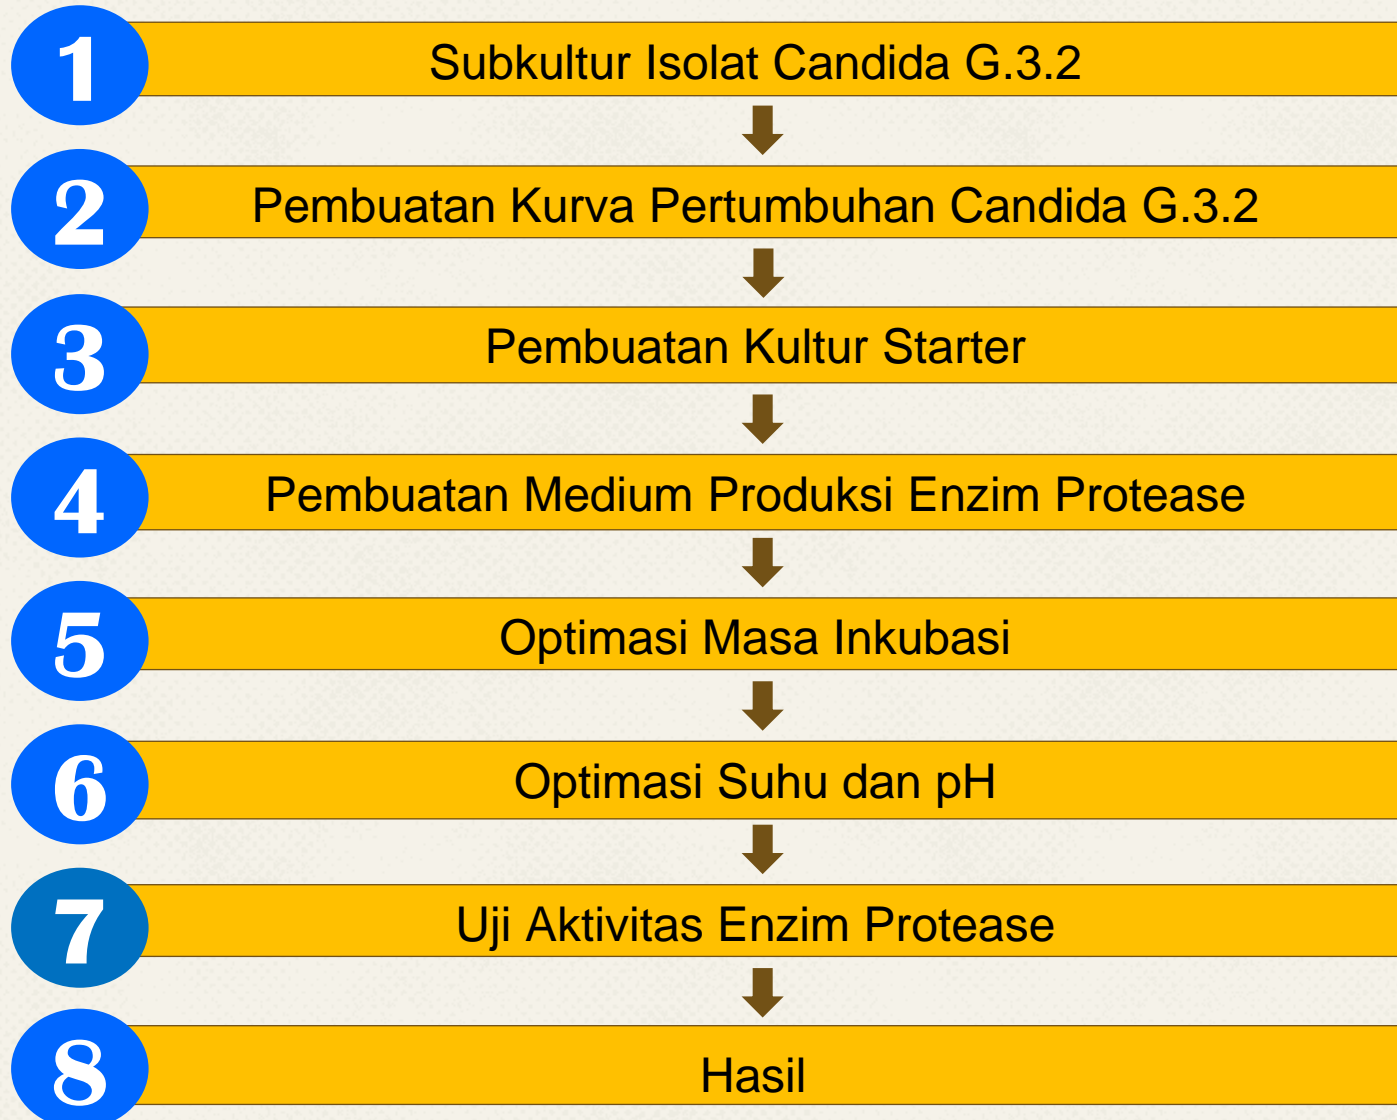 1
Subkultur Isolat Candida G.3.2
2
Pembuatan Kurva Pertumbuhan Candida G.3.2
3
Pembuatan Kultur Starter
4
Pembuatan Medium Produksi Enzim Protease
5
Optimasi Masa Inkubasi
6
Optimasi Suhu dan pH
7
Uji Aktivitas Enzim Protease
8
Hasil